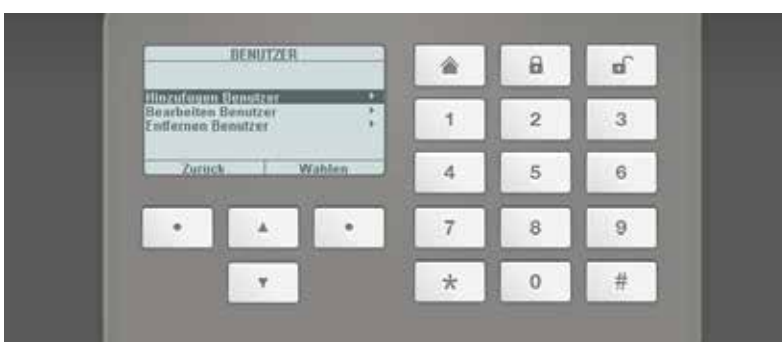 BENUTZER
Hinzufugen Benutzer
Bearbeiten Benutzer
Entfernen Benutzer
Zuruck Wahlen
1 2 3
4 5 6
7 8 9
* 0 #